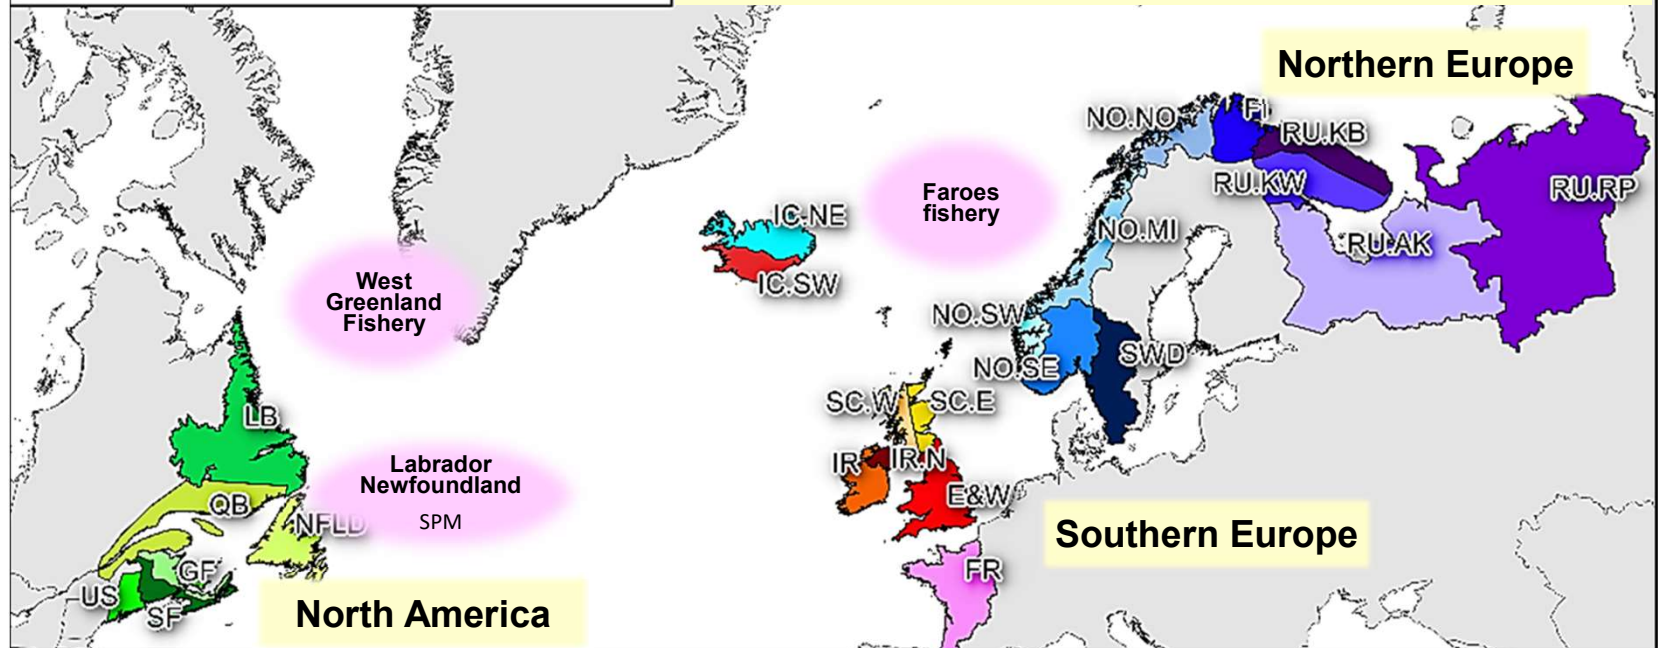 Northern Europe
NO.NO
FI
RU.KB
RU.KW
RU.RP
Faroes
fishery
IC.NE
NO.MI
RU.AK
IC.SW
West
Greenland
Fishery
NO.SW
SWD
NO.SE
SC.W
SC.E
LB
IR
IR.N
Labrador
Newfoundland
SPM
E&W
QB
NFLD
Southern Europe
FR
GF
US
SF
North America